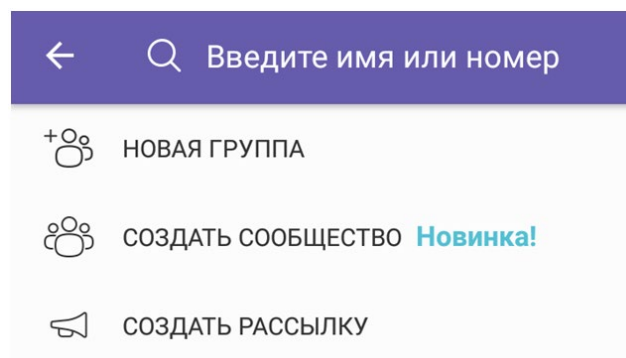 Введите имя или номер
НОВАЯ ГРУППА
СОЗДАТЬ СООБЩЕСТВО Новинка!
СОЗДАТЬ РАССЫЛКУ